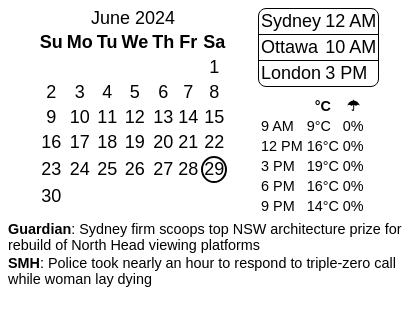 June 2024
Su Mo Tu We Th Fr Sa
1
2 3 4 5 6 7 8
9 10 11 12 13 14 15
16 17 18 19 20 21 22
23 24 25 26 27 28 29
30
Sydney 12 AM
Ottawa 10 AM
London 3 PM
°C ☂
9 AM 9°C 0%
12 PM 16°C 0%
3 PM 19°C 0%
6 PM 16°C 0%
9 PM 14°C 0%
Guardian: Sydney firm scoops top NSW architecture prize for
rebuild of North Head viewing platforms
SMH: Police took nearly an hour to respond to triple-zero call
while woman lay dying